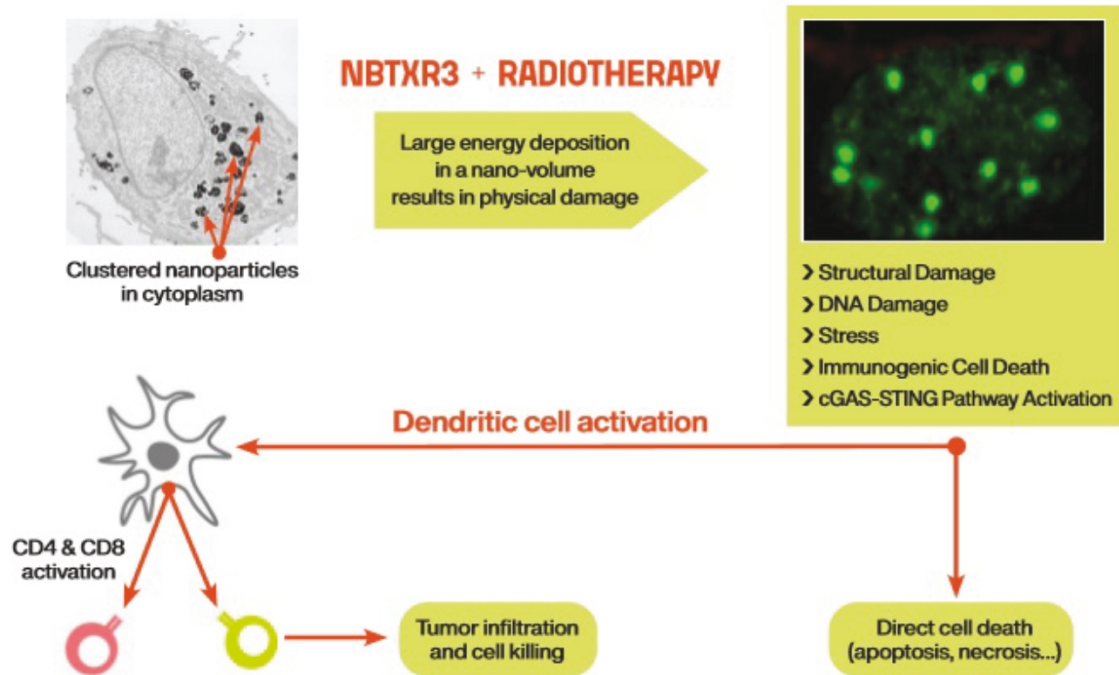 NBTXR3 + RADIOTHERAPY
Large energy deposition
in a nano-volume
results in physical damage
Clustered nanoparticles
in cytoplasm
❯ Structural Damage
❯ DNA Damage
❯ Stress
❯ Immunogenic Cell Death
❯ cGAS-STING Pathway Activation
Dendritic cell activation
CD4 & CD8
activation
Tumor infiltration
and cell killing
Direct cell death
(apoptosis, necrosis...)